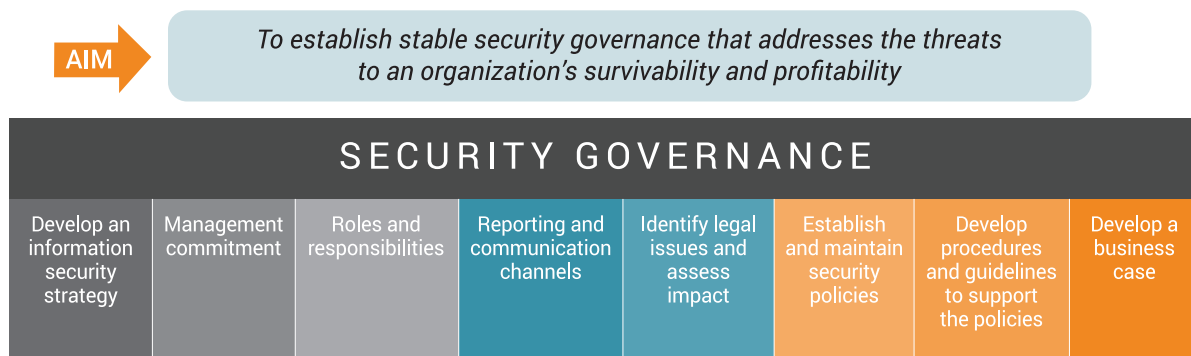 AIM
To establish stable security governance that addresses the threats
to an organization's survivability and profitability
SECURITY GOVERNANCE
Develop an
information
security
strategy
Management
commitment
Roles and
responsibilities
Reporting and
communication
channels
Identify legal
issues and
assess
impact
Establish
and maintain
security
policies
Develop
procedures
and guidelines
to support
the policies
Develop a
business
case